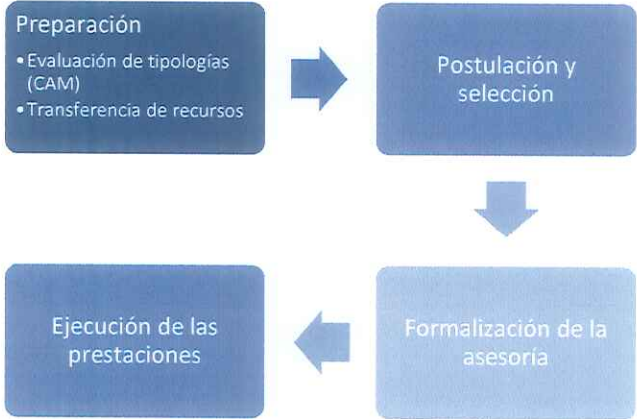 Preparación
•Evaluación de tipologías
(CAM)
•Transferencia de recursos
Postulación y
selección
Formalización de la
asesoría
Ejecución de las
prestaciones